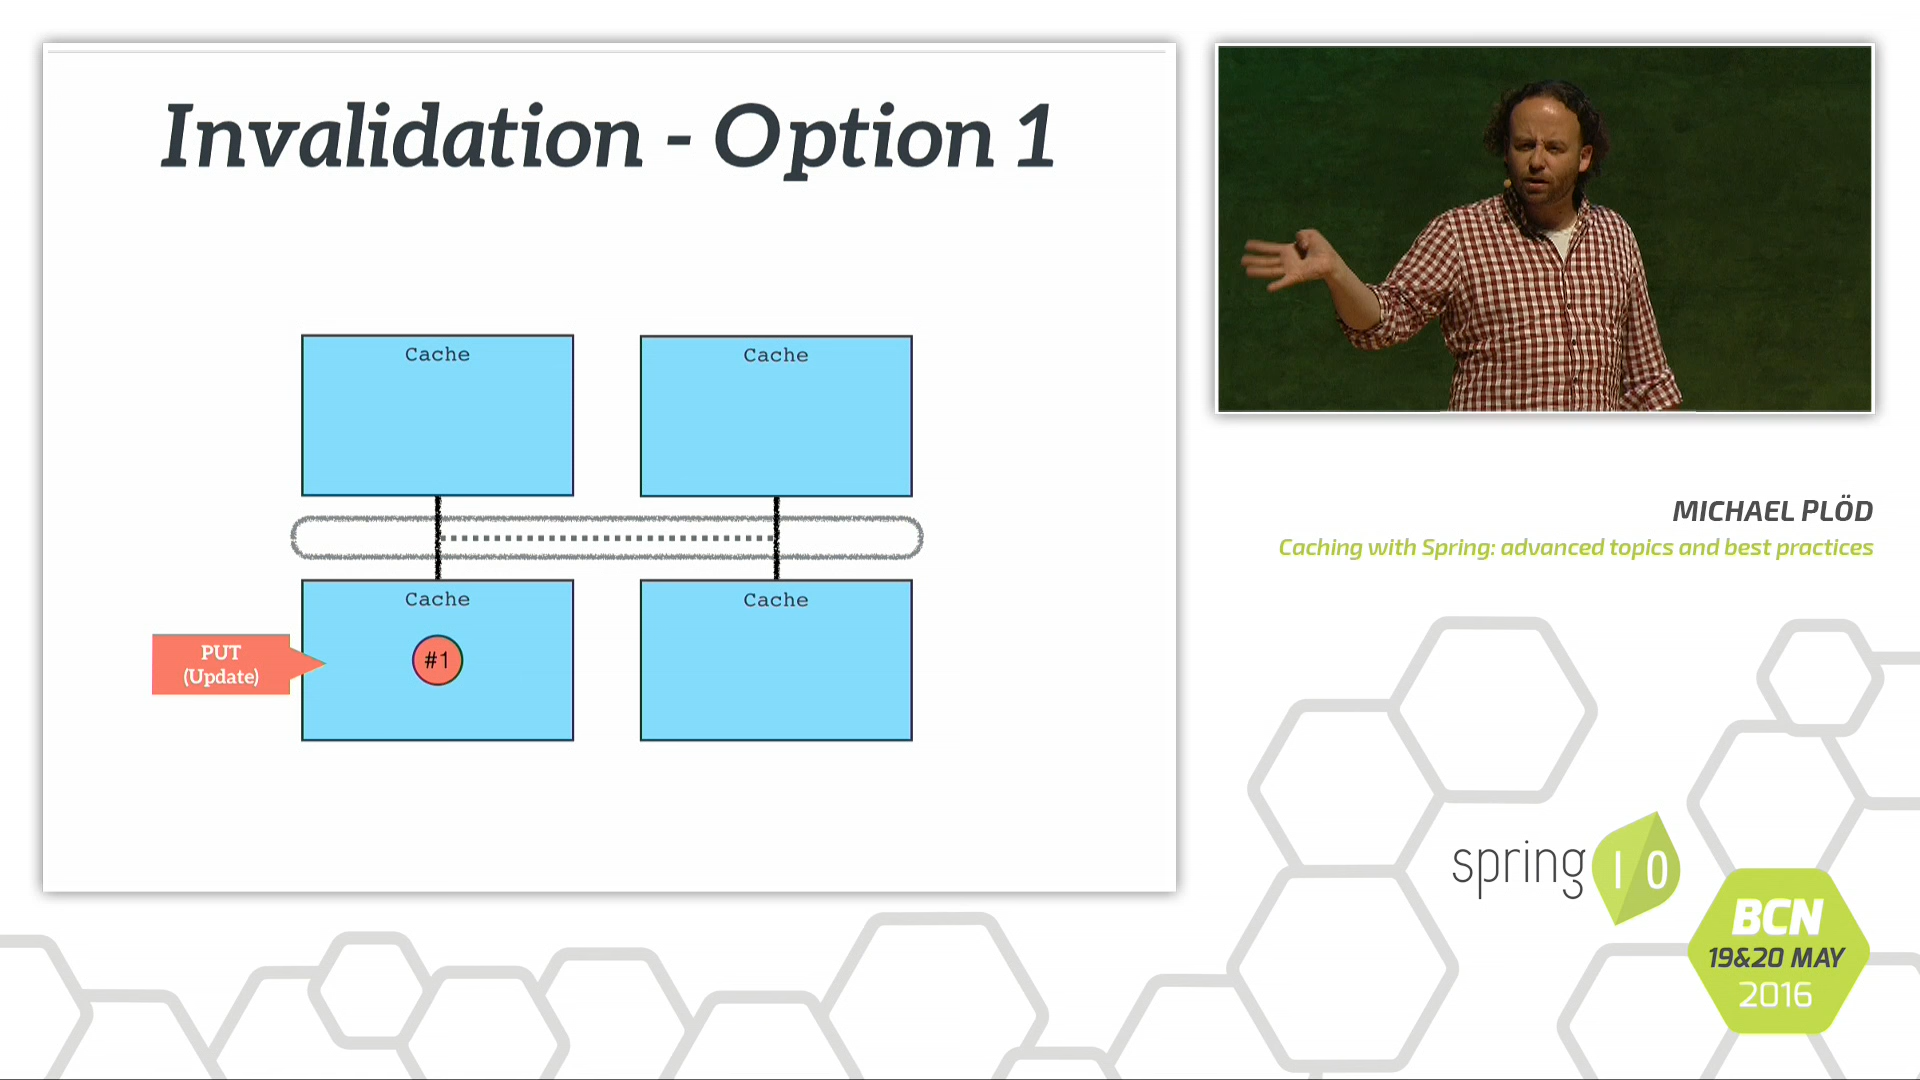 Invalidation - Option 1
Cache
Cache
Cache
Cache
PUT
(Update)
#1
MICHAEL PLÖD
Caching with Spring: advanced topics and best practices
spring I O
BCN
19&20 MAY
2016